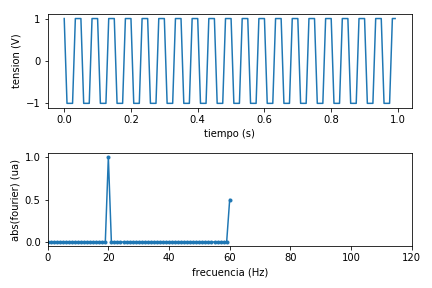 1
0
−1
tension (V)
0.0 0.2 0.4 0.6 0.8 1.0
tiempo (s)
1.0
0.5
0.0
abs(fourier) (ua)
0 20 40 60 80 100 120
frecuencia (Hz)